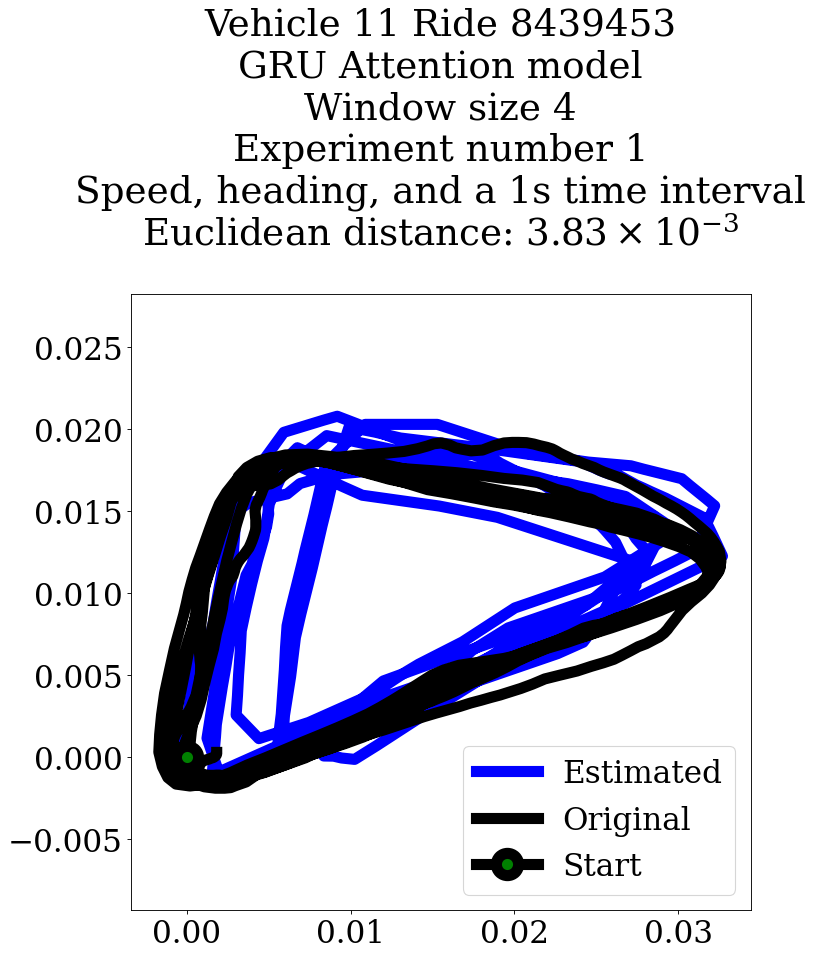 Vehicle 11 Ride 8439453
GRU Attention model
Window size 4
Experiment number 1
Speed, heading, and a 1s time interval
Euclidean distance: 3.83 × 10⁻³
0.025
0.020
0.015
0.010
0.005
0.000
−0.005
Estimated
Original
Start
0.00 0.01 0.02 0.03